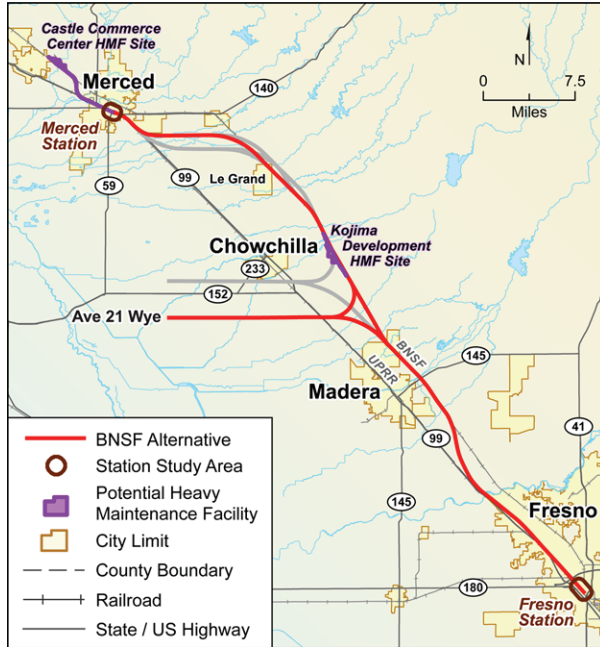 Castle Commerce
Center HMF Site
Merced
N
0 7.5
Miles
140
Merced
Station
59
99
Le Grand
Kojima
Development
HMF Site
Chowchilla
233
152
Ave 21 Wye
BNSF
UPRR
145
Madera
99
41
145
Fresno
180
Fresno
Station
BNSF Alternative
Station Study Area
Potential Heavy
Maintenance Facility
City Limit
County Boundary
Railroad
State / US Highway